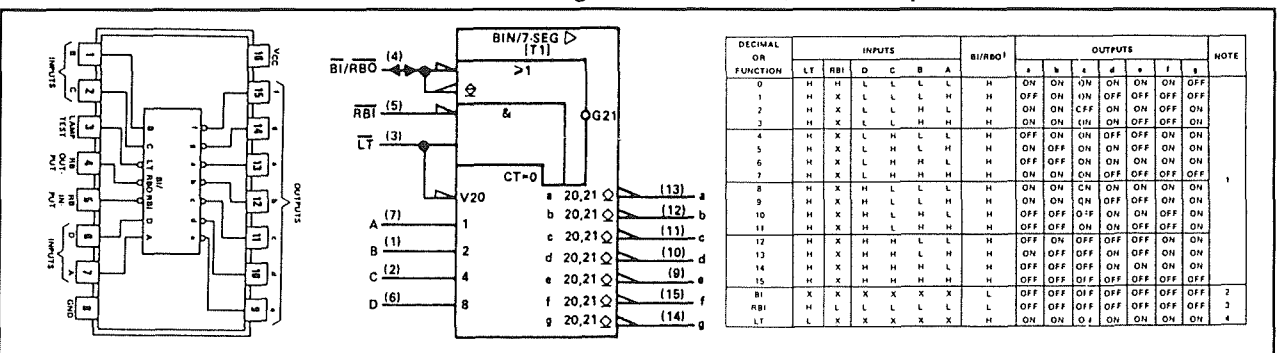 INPUTS
B 1
C 2
LAMP TEST 3
RB OUT-PUT 4
RB IN PUT 5
D 6
A 7
INPUTS
GND 8
VCC 16
f 15
g 14
a 13
b 12
c 11
d 10
e 9
OUTPUTS
B
C
LT
BI/
RBO
RBI
D
A
f
g
a
b
c
d
e
BIN/7-SEG ▷
[T1]
BI/RBO (4)
≥1
RBI (5)
&
G21
LT (3)
CT=0
V20
A (7) 1
B (1) 2
C (2) 4
D (6) 8
a 20,21 (13) a
b 20,21 (12) b
c 20,21 (11) c
d 20,21 (10) d
e 20,21 (9) e
f 20,21 (15) f
g 20,21 (14) g
DECIMAL OR FUNCTION INPUTS BI/RBO† OUTPUTS NOTE
LT RBI D C B A a b c d e f g
0 H H L L L L H ON ON ON ON ON ON OFF
1 H X L L L H H OFF ON ON OFF OFF OFF OFF
2 H X L L H L H ON ON OFF ON ON OFF ON
3 H X L L H H H ON ON ON ON OFF OFF ON
4 H X L H L L H OFF ON ON OFF OFF ON ON
5 H X L H L H H ON OFF ON ON OFF ON ON
6 H X L H H L H OFF OFF ON ON ON ON ON
7 H X L H H H H ON ON ON OFF OFF OFF OFF
1
8 H X H L L L H ON ON ON ON ON ON ON
9 H X H L L H H ON ON ON OFF OFF ON ON
10 H X H L H L H OFF OFF OFF ON ON OFF ON
11 H X H L H H H OFF OFF ON ON OFF OFF ON
12 H X H H L L H OFF ON OFF OFF OFF ON ON
13 H X H H L H H ON OFF OFF ON OFF ON ON
14 H X H H H L H OFF OFF OFF ON ON ON ON
15 H X H H H H H OFF OFF OFF OFF OFF OFF OFF
BI X X X X X X L OFF OFF OFF OFF OFF OFF OFF 2
RBI H L L L L L L OFF OFF OFF OFF OFF OFF OFF 3
LT L X X X X X H ON ON ON ON ON ON ON 4